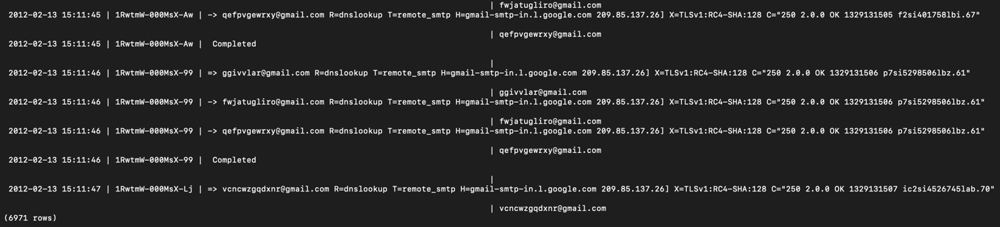 | fwjatugliro@gmail.com
2012-02-13 15:11:45 | 1RwtmW-000MsX-Aw | -> qefpvgewrxy@gmail.com R=dnslookup T=remote_smtp H=gmail-smtp-in.l.google.com 209.85.137.26] X=TLSv1:RC4-SHA:128 C="250 2.0.0 OK 1329131505 f2si401758lbi.67"
| qefpvgewrxy@gmail.com
2012-02-13 15:11:45 | 1RwtmW-000MsX-Aw | Completed
|
2012-02-13 15:11:46 | 1RwtmW-000MsX-99 | => ggivvlar@gmail.com R=dnslookup T=remote_smtp H=gmail-smtp-in.l.google.com 209.85.137.26] X=TLSv1:RC4-SHA:128 C="250 2.0.0 OK 1329131506 p7si5298506lbz.61"
| ggivvlar@gmail.com
2012-02-13 15:11:46 | 1RwtmW-000MsX-99 | -> fwjatugliro@gmail.com R=dnslookup T=remote_smtp H=gmail-smtp-in.l.google.com 209.85.137.26] X=TLSv1:RC4-SHA:128 C="250 2.0.0 OK 1329131506 p7si5298506lbz.61"
| fwjatugliro@gmail.com
2012-02-13 15:11:46 | 1RwtmW-000MsX-99 | -> qefpvgewrxy@gmail.com R=dnslookup T=remote_smtp H=gmail-smtp-in.l.google.com 209.85.137.26] X=TLSv1:RC4-SHA:128 C="250 2.0.0 OK 1329131506 p7si5298506lbz.61"
| qefpvgewrxy@gmail.com
2012-02-13 15:11:46 | 1RwtmW-000MsX-99 | Completed
|
2012-02-13 15:11:47 | 1RwtmW-000MsX-Lj | => vcncwzgqdxnr@gmail.com R=dnslookup T=remote_smtp H=gmail-smtp-in.l.google.com 209.85.137.26] X=TLSv1:RC4-SHA:128 C="250 2.0.0 OK 1329131507 ic2si4526745lab.70"
| vcncwzgqdxnr@gmail.com
(6971 rows)